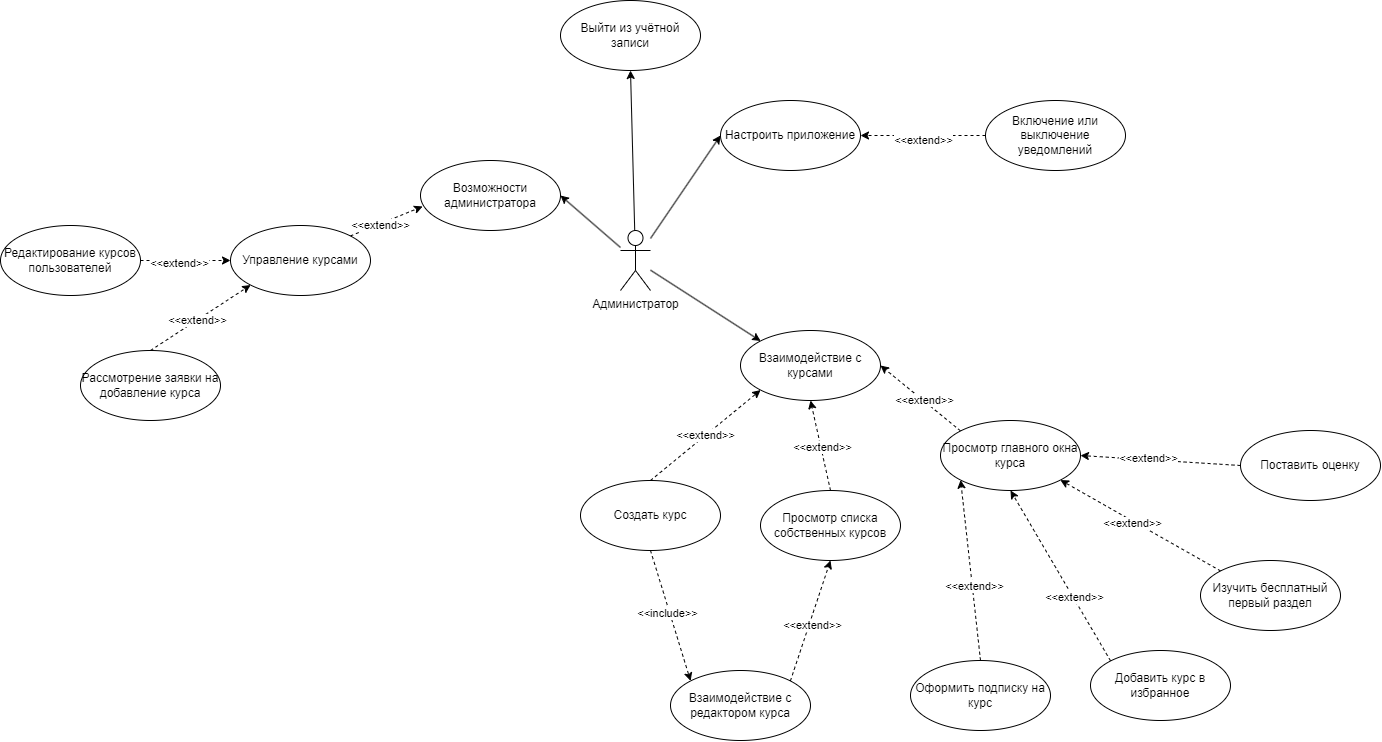 Выйти из учётной
записи
Настроить приложение
<<extend>>
Включение или
выключение
уведомлений
Возможности
администратора
<<extend>>
Редактирование курсов
пользователей
<<extend>>
Управление курсами
<<extend>>
Рассмотрение заявки на
добавление курса
Администратор
Взаимодействие с
курсами
<<extend>>
<<extend>>
<<extend>>
Просмотр главного окна
курса
<<extend>>
Поставить оценку
Создать курс
Просмотр списка
собственных курсов
<<extend>>
<<include>>
<<extend>>
<<extend>>
<<extend>>
Изучить бесплатный
первый раздел
Взаимодействие с
редактором курса
Оформить подписку на
курс
Добавить курс в
избранное